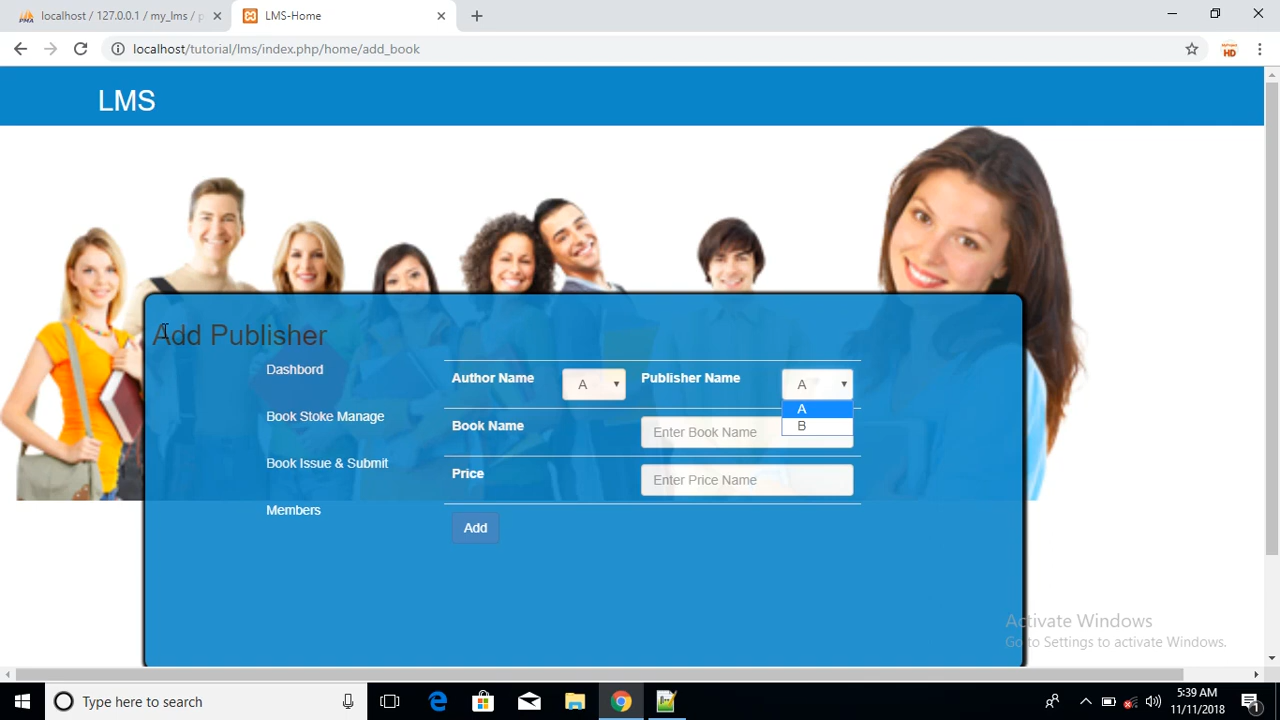 localhost / 127.0.0.1 / my_lms / p
LMS-Home
localhost/tutorial/lms/index.php/home/add_book
HD
LMS
Add Publisher
Dashbord
Book Stoke Manage
Book Issue & Submit
Members
Author Name A Publisher Name A
A
B
Book Name Enter Book Name
Price Enter Price Name
Add
Activate Windows
Go to Settings to activate Windows.
Type here to search
5:39 AM
11/11/2018
1